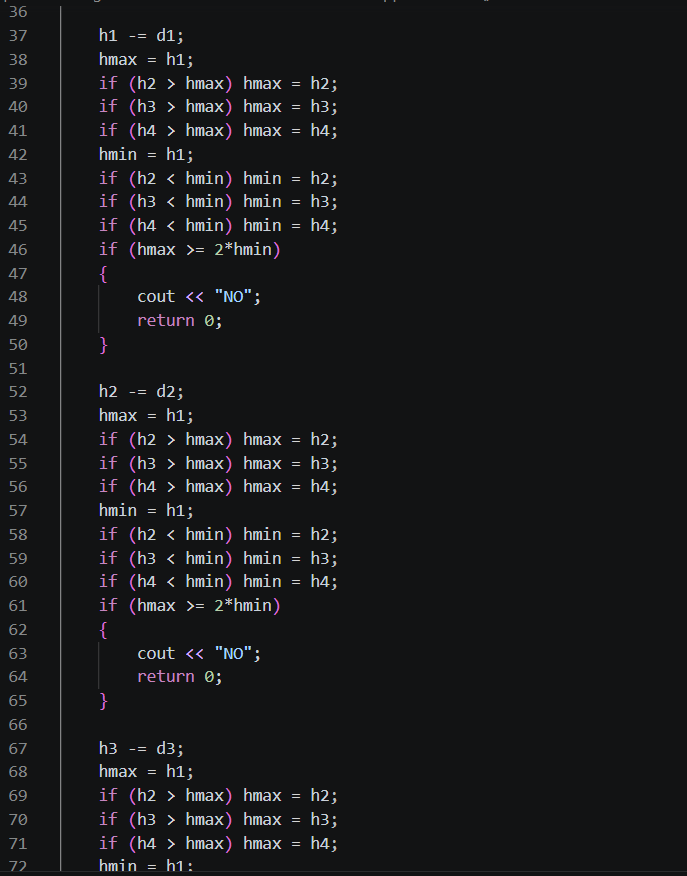 36
37 h1 -= d1;
38 hmax = h1;
39 if (h2 > hmax) hmax = h2;
40 if (h3 > hmax) hmax = h3;
41 if (h4 > hmax) hmax = h4;
42 hmin = h1;
43 if (h2 < hmin) hmin = h2;
44 if (h3 < hmin) hmin = h3;
45 if (h4 < hmin) hmin = h4;
46 if (hmax >= 2*hmin)
47 {
48 cout << "NO";
49 return 0;
50 }
51
52 h2 -= d2;
53 hmax = h1;
54 if (h2 > hmax) hmax = h2;
55 if (h3 > hmax) hmax = h3;
56 if (h4 > hmax) hmax = h4;
57 hmin = h1;
58 if (h2 < hmin) hmin = h2;
59 if (h3 < hmin) hmin = h3;
60 if (h4 < hmin) hmin = h4;
61 if (hmax >= 2*hmin)
62 {
63 cout << "NO";
64 return 0;
65 }
66
67 h3 -= d3;
68 hmax = h1;
69 if (h2 > hmax) hmax = h2;
70 if (h3 > hmax) hmax = h3;
71 if (h4 > hmax) hmax = h4;
72 hmin = h1;